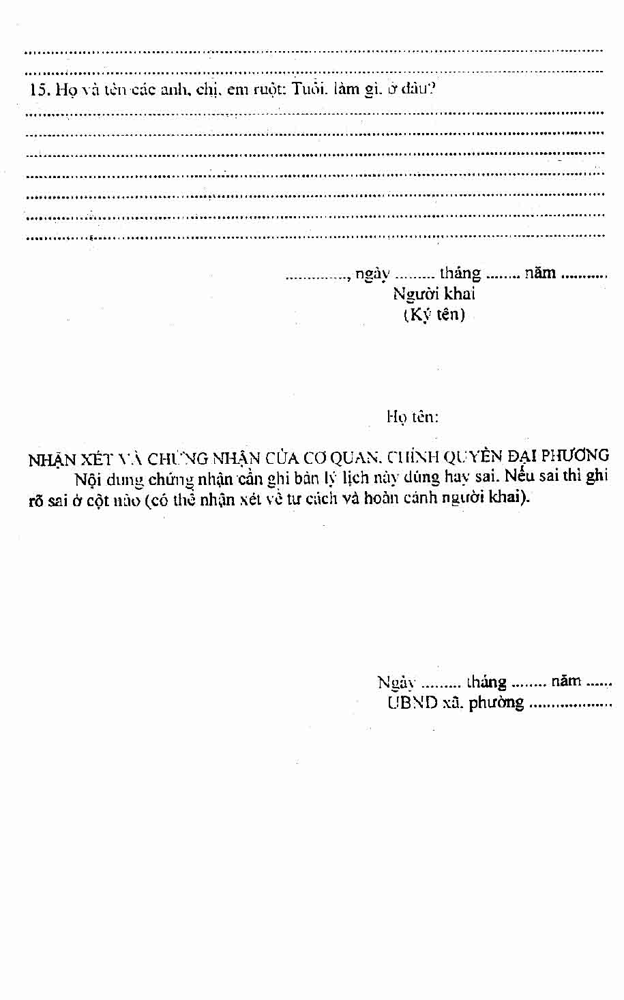 ................................................................................
................................................................................
15. Họ và tên các anh, chị, em ruột: Tuổi, làm gì, ở đâu?
................................................................................
................................................................................
................................................................................
................................................................................
................................................................................
................................................................................
................................................................................
.............., ngày ......... tháng ........ năm ...........
Người khai
(Ký tên)
Họ tên:
NHẬN XÉT VÀ CHỨNG NHẬN CỦA CƠ QUAN, CHÍNH QUYỀN ĐẠI PHƯƠNG
Nội dung chứng nhận cần ghi bản lý lịch này đúng hay sai. Nếu sai thì ghi
rõ sai ở cột nào (có thể nhận xét về tư cách và hoàn cảnh người khai).
Ngày ......... tháng ........ năm ......
UBND xã, phường ...................